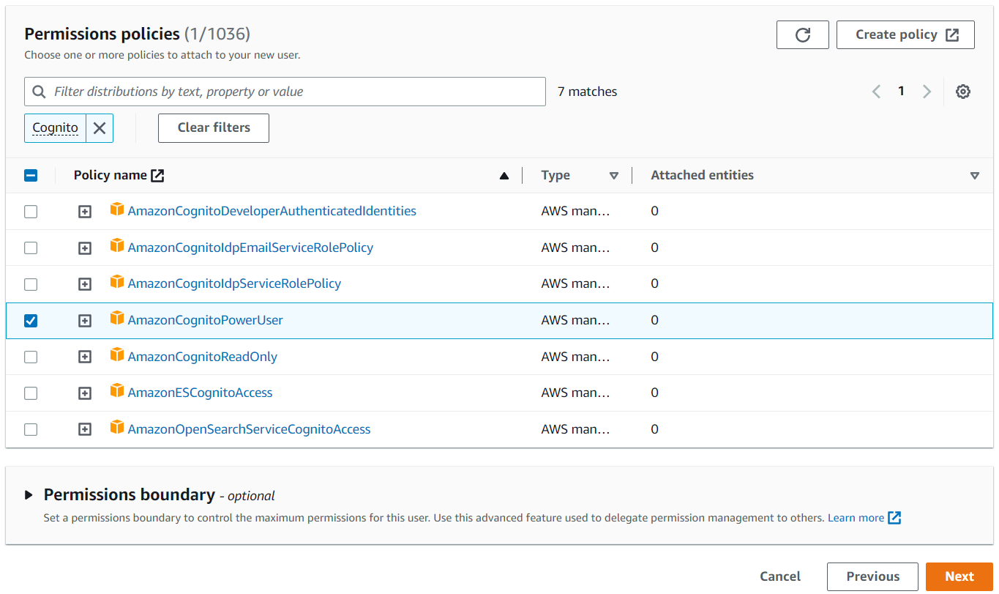 Permissions policies (1/1036)
Create policy
Choose one or more policies to attach to your new user.
Filter distributions by text, property or value
7 matches
1
Cognito
Clear filters
Policy name
Type
Attached entities
AmazonCognitoDeveloperAuthenticatedIdentities AWS man… 0
AmazonCognitoIdpEmailServiceRolePolicy AWS man… 0
AmazonCognitoIdpServiceRolePolicy AWS man… 0
AmazonCognitoPowerUser AWS man… 0
AmazonCognitoReadOnly AWS man… 0
AmazonESCognitoAccess AWS man… 0
AmazonOpenSearchServiceCognitoAccess AWS man… 0
Permissions boundary - optional
Set a permissions boundary to control the maximum permissions for this user. Use this advanced feature used to delegate permission management to others. Learn more
Cancel
Previous
Next